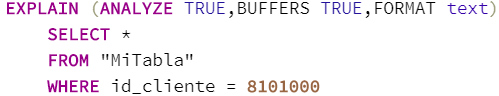 EXPLAIN (ANALYZE TRUE,BUFFERS TRUE,FORMAT text)
SELECT *
FROM "MiTabla"
WHERE id_cliente = 8101000